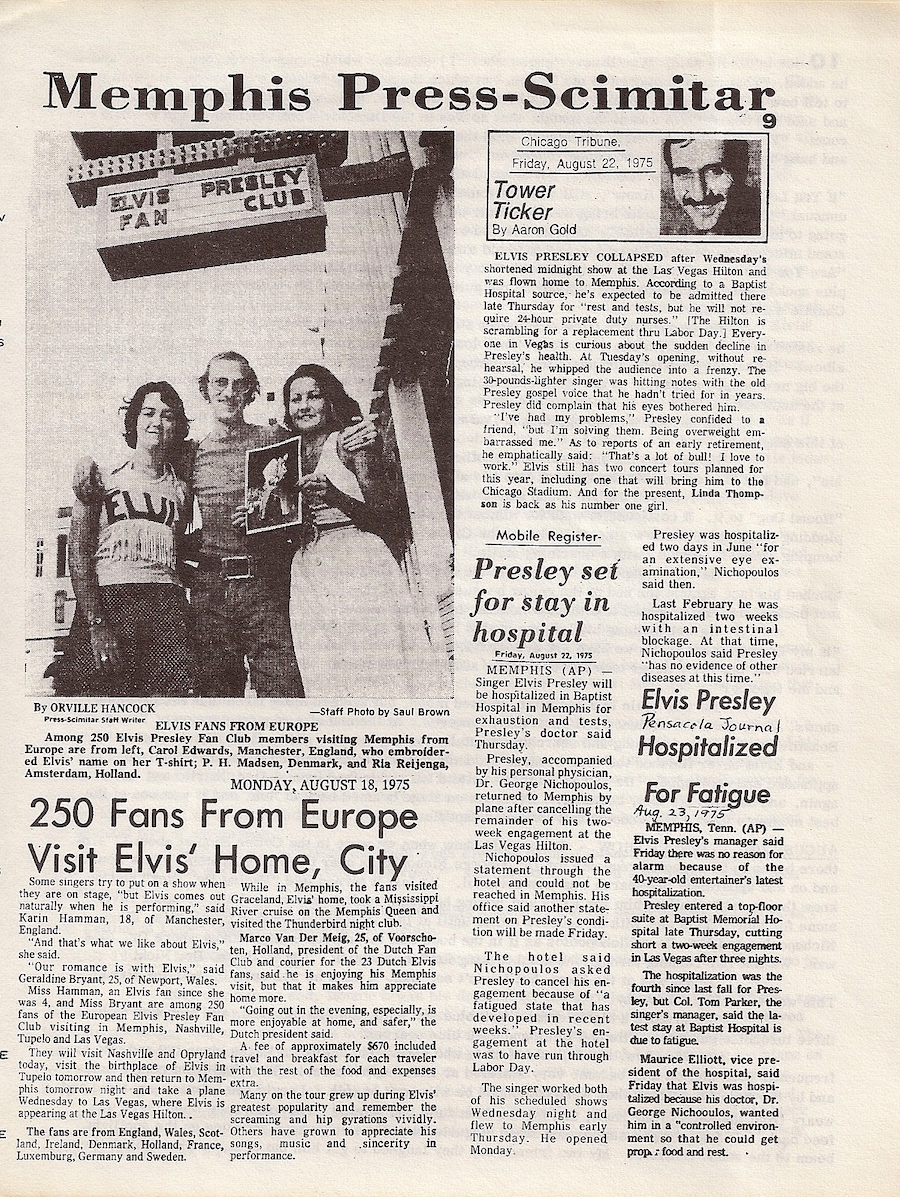 Memphis Press-Scimitar
9
ELVIS PRESLEY
FAN CLUB
ELVI
By ORVILLE HANCOCK
Press-Scimitar Staff Writer
—Staff Photo by Saul Brown
ELVIS FANS FROM EUROPE
Among 250 Elvis Presley Fan Club members visiting Memphis from
Europe are from left, Carol Edwards, Manchester, England, who embroider-
ed Elvis' name on her T-shirt; P. H. Madsen, Denmark, and Ria Reijenga,
Amsterdam, Holland.
MONDAY, AUGUST 18, 1975
250 Fans From Europe
Visit Elvis' Home, City
Some singers try to put on a show when
they are on stage, "but Elvis comes out
naturally when he is performing," said
Karin Hamman, 18, of Manchester,
England.
"And that's what we like about Elvis,"
she said.
"Our romance is with Elvis," said
Geraldine Bryant, 25, of Newport, Wales.
Miss Hamman, an Elvis fan since she
was 4, and Miss Bryant are among 250
fans of the European Elvis Presley Fan
Club visiting in Memphis, Nashville,
Tupelo and Las Vegas.
They will visit Nashville and Opryland
today, visit the birthplace of Elvis in
Tupelo tomorrow and then return to Mem-
phis tomorrow night and take a plane
Wednesday to Las Vegas, where Elvis is
appearing at the Las Vegas Hilton.
The fans are from England, Wales, Scot-
land, Ireland, Denmark, Holland, France,
Luxemburg, Germany and Sweden.
While in Memphis, the fans visited
Graceland, Elvis' home, took a Mississippi
River cruise on the Memphis Queen and
visited the Thunderbird night club.
Marco Van Der Meig, 25, of Voorscho-
ten, Holland, president of the Dutch Fan
Club and courier for the 23 Dutch Elvis
fans, said he is enjoying his Memphis
visit, but that it makes him appreciate
home more.
"Going out in the evening, especially, is
more enjoyable at home, and safer," the
Dutch president said.
A fee of approximately $670 included
travel and breakfast for each traveler
with the rest of the food and expenses
extra.
Many on the tour grew up during Elvis'
greatest popularity and remember the
screaming and hip gyrations vividly.
Others have grown to appreciate his
songs, music and sincerity in
performance.
Chicago Tribune,
Friday, August 22, 1975
Tower
Ticker
By Aaron Gold
ELVIS PRESLEY COLLAPSED after Wednesday's
shortened midnight show at the Las Vegas Hilton and
was flown home to Memphis. According to a Baptist
Hospital source, he's expected to be admitted there
late Thursday for "rest and tests, but he will not re-
quire 24-hour private duty nurses." [The Hilton is
scrambling for a replacement thru Labor Day.] Every-
one in Vegas is curious about the sudden decline in
Presley's health. At Tuesday's opening, without re-
hearsal, he whipped the audience into a frenzy. The
30-pounds-lighter singer was hitting notes with the old
Presley gospel voice that he hadn't tried for in years.
Presley did complain that his eyes bothered him.
"I've had my problems," Presley confided to a
friend, "but I'm solving them. Being overweight em-
barrassed me." As to reports of an early retirement,
he emphatically said: "That's a lot of bull! I love to
work." Elvis still has two concert tours planned for
this year, including one that will bring him to the
Chicago Stadium. And for the present, Linda Thomp-
son is back as his number one girl.
Mobile Register-
Presley set
for stay in
hospital
Friday, August 22, 1975
MEMPHIS (AP) —
Singer Elvis Presley will
be hospitalized in Baptist
Hospital in Memphis for
exhaustion and tests,
Presley's doctor said
Thursday.
Presley, accompanied
by his personal physician,
Dr. George Nichopoulos,
returned to Memphis by
plane after cancelling the
remainder of his two-
week engagement at the
Las Vegas Hilton.
Nichopoulos issued a
statement through the
hotel and could not be
reached in Memphis. His
office said another state-
ment on Presley's condi-
tion will be made Friday.
The hotel said
Nichopoulos asked
Presley to cancel his en-
gagement because of "a
fatigued state that has
developed in recent
weeks." Presley's en-
gagement at the hotel
was to have run through
Labor Day.
The singer worked both
of his scheduled shows
Wednesday night and
flew to Memphis early
Thursday. He opened
Monday.
Presley was hospitaliz-
ed two days in June "for
an extensive eye ex-
amination," Nichopoulos
said then.
Last February he was
hospitalized two weeks
with an intestinal
blockage. At that time,
Nichopoulos said Presley
"has no evidence of other
diseases at this time."
Elvis Presley
Pensacola Journal
Hospitalized
For Fatigue
Aug. 23, 1975
MEMPHIS, Tenn. (AP) —
Elvis Presley's manager said
Friday there was no reason for
alarm because of the
40-year-old entertainer's latest
hospitalization.
Presley entered a top-floor
suite at Baptist Memorial Ho-
spital late Thursday, cutting
short a two-week engagement
in Las Vegas after three nights.
The hospitalization was the
fourth since last fall for Pres-
ley, but Col. Tom Parker, the
singer's manager, said the la-
test stay at Baptist Hospital is
due to fatigue.
Maurice Elliott, vice pre-
sident of the hospital, said
Friday that Elvis was hospi-
talized because his doctor, Dr.
George Nichooulos, wanted
him in a "controlled environ-
ment so that he could get
food and rest.